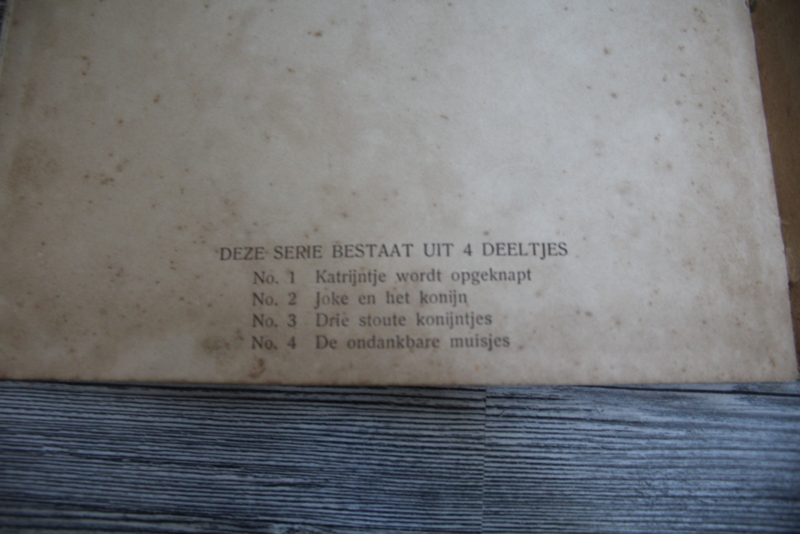 DEZE SERIE BESTAAT UIT 4 DEELTJES
No. 1 Katrijntje wordt opgeknapt
No. 2 Joke en het konijn
No. 3 Drie stoute konijntjes
No. 4 De ondankbare muisjes